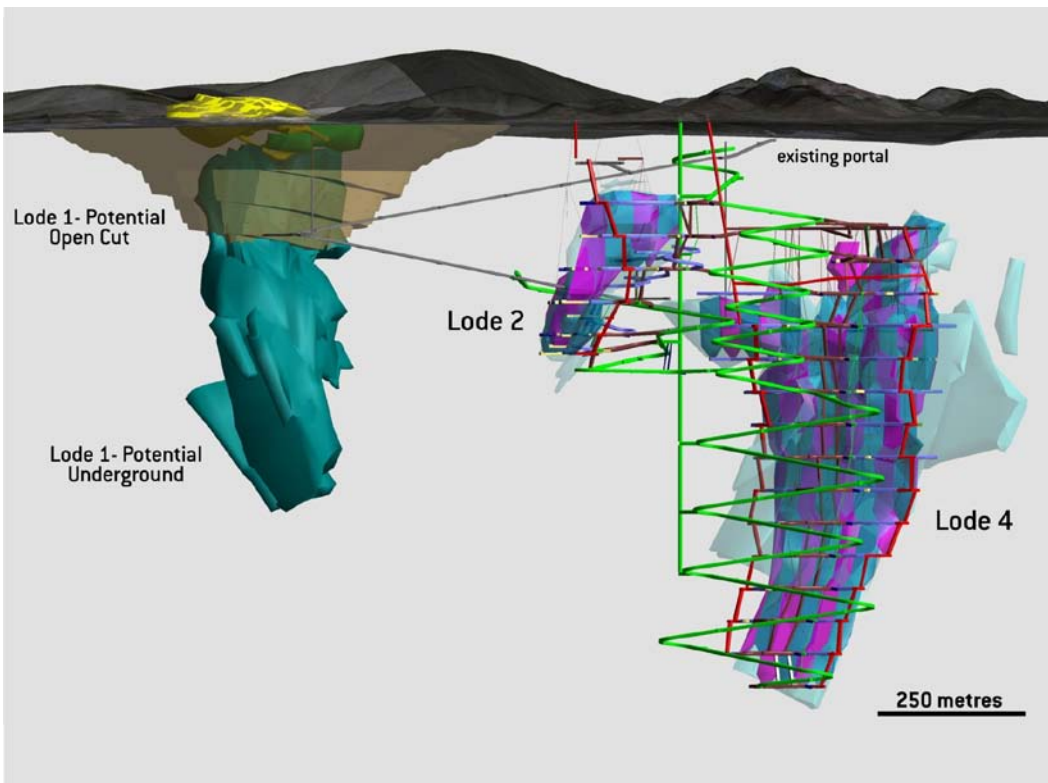 existing portal
Lode 1- Potential
Open Cut
Lode 2
Lode 1- Potential
Underground
Lode 4
250 metres